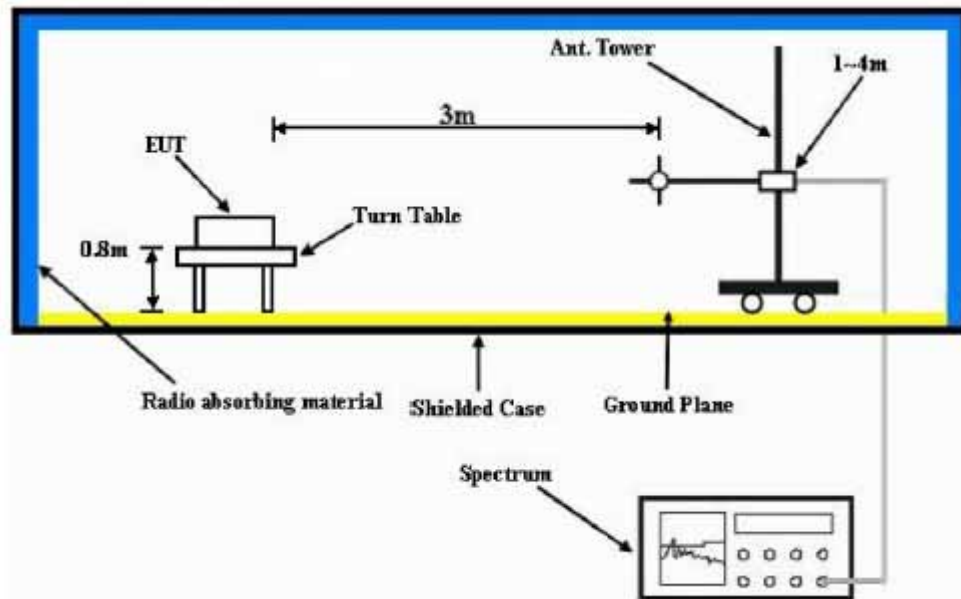 Ant. Tower
1~4m
3m
EUT
Turn Table
0.8m
Radio absorbing material
Shielded Case
Ground Plane
Spectrum